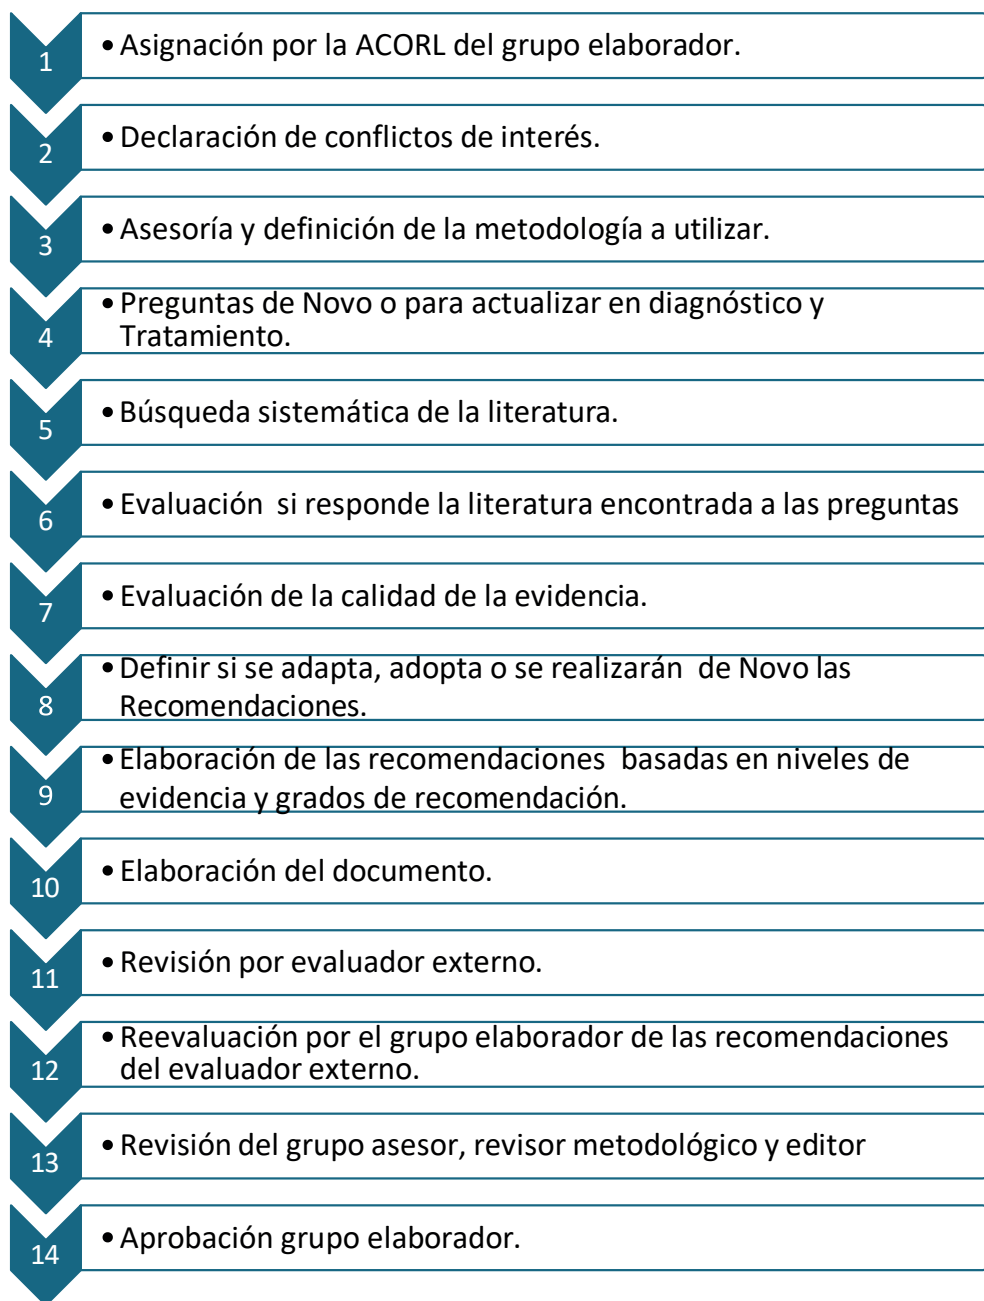 1
• Asignación por la ACORL del grupo elaborador.
2
• Declaración de conflictos de interés.
3
• Asesoría y definición de la metodología a utilizar.
4
• Preguntas de Novo o para actualizar en diagnóstico y
Tratamiento.
5
• Búsqueda sistemática de la literatura.
6
• Evaluación  si responde la literatura encontrada a las preguntas
7
• Evaluación de la calidad de la evidencia.
8
• Definir si se adapta, adopta o se realizarán  de Novo las
Recomendaciones.
9
• Elaboración de las recomendaciones  basadas en niveles de
evidencia y grados de recomendación.
10
• Elaboración del documento.
11
• Revisión por evaluador externo.
12
• Reevaluación por el grupo elaborador de las recomendaciones
del evaluador externo.
13
• Revisión del grupo asesor, revisor metodológico y editor
14
• Aprobación grupo elaborador.